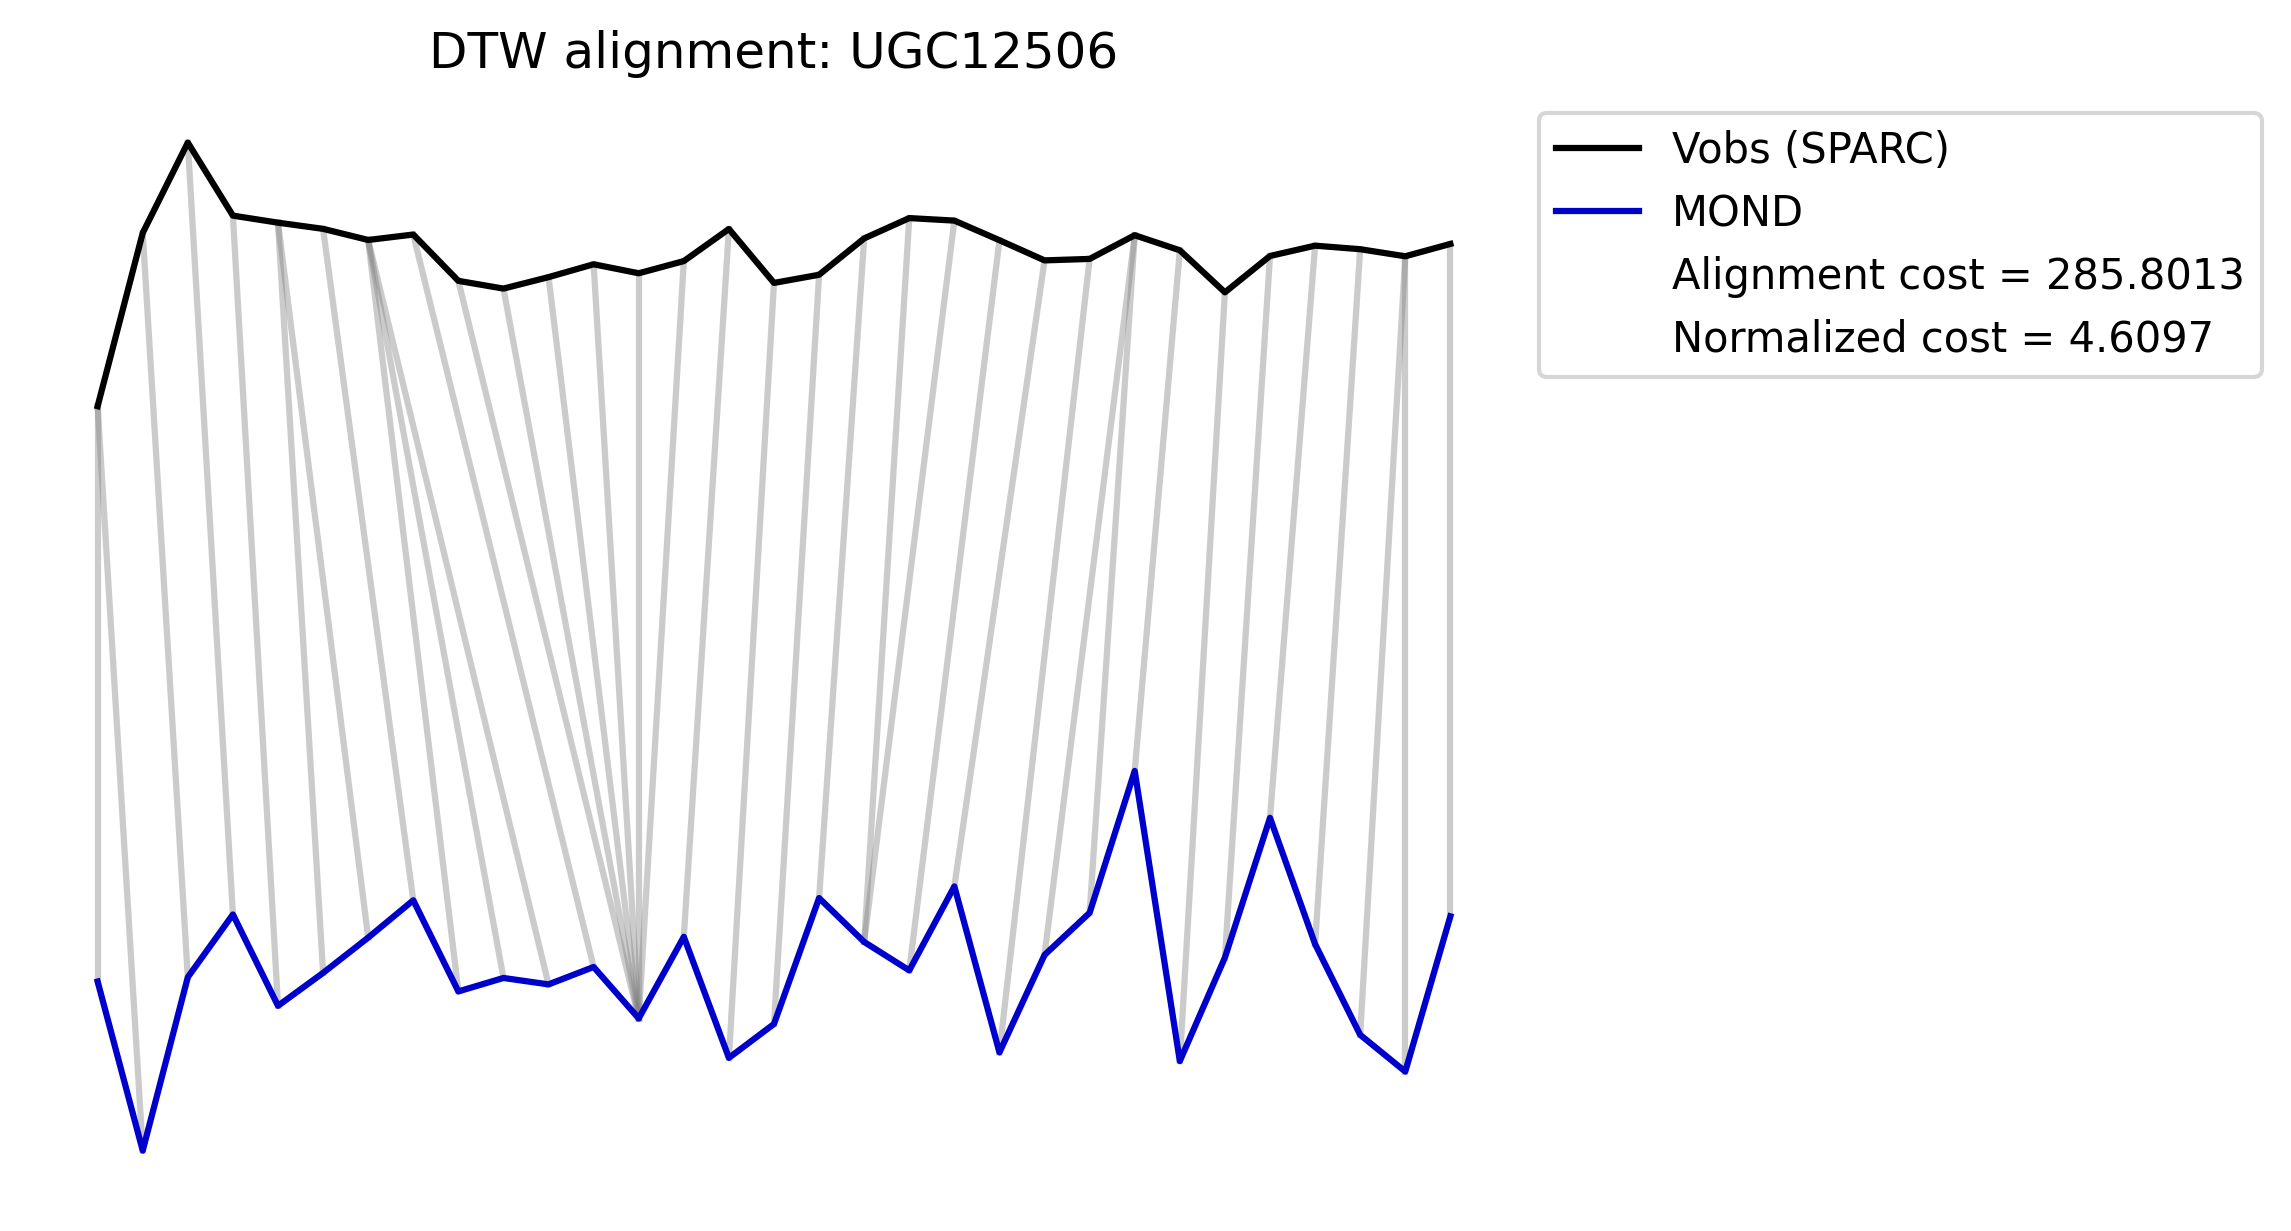 DTW alignment: UGC12506
Vobs (SPARC)
MOND
Alignment cost = 285.8013
Normalized cost = 4.6097